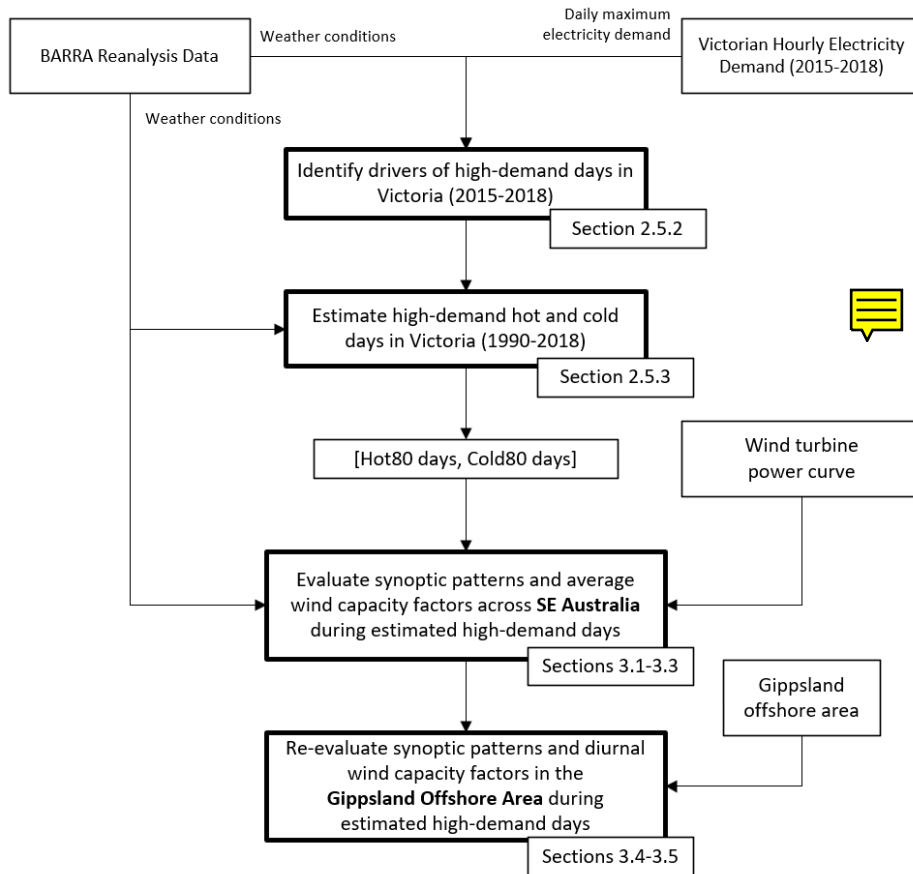 BARRA Reanalysis Data
Weather conditions
Daily maximum
electricity demand
Victorian Hourly Electricity
Demand (2015-2018)
Weather conditions
Identify drivers of high-demand days in
Victoria (2015-2018)
Section 2.5.2
Estimate high-demand hot and cold
days in Victoria (1990-2018)
Section 2.5.3
[Hot80 days, Cold80 days]
Wind turbine
power curve
Evaluate synoptic patterns and average
wind capacity factors across SE Australia
during estimated high-demand days
Sections 3.1-3.3
Gippsland
offshore area
Re-evaluate synoptic patterns and diurnal
wind capacity factors in the
Gippsland Offshore Area during
estimated high-demand days
Sections 3.4-3.5